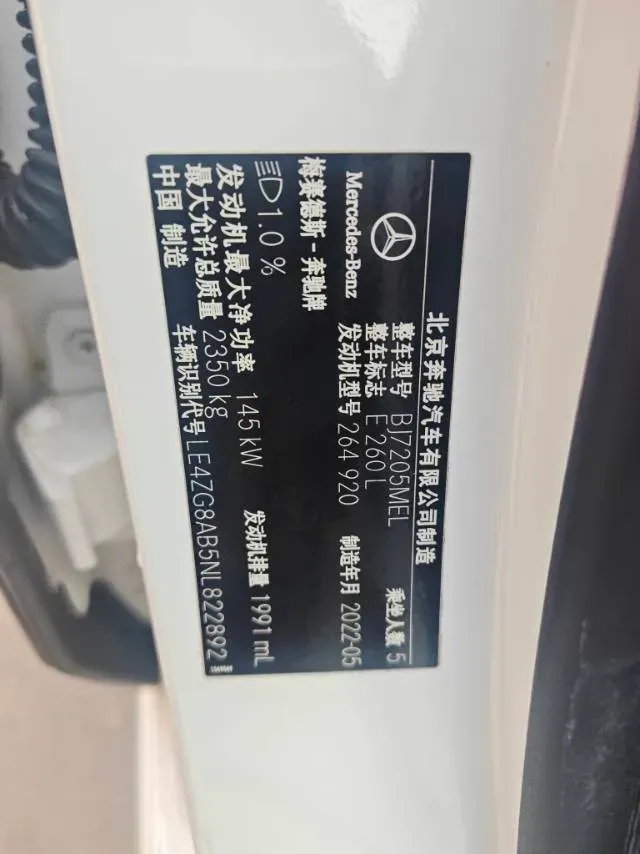 北京奔驰汽车有限公司制造
整车型号 BJ7205MEL
整车标志 E 260 L 乘坐人数 5
Mercedes-Benz 发动机型号 264 920 制造年月 2022-05
梅赛德斯-奔驰牌
1.0 %
发动机最大净功率 145 kW 发动机排量 1991 mL
最大允许总质量 2350 kg
中国 制造 车辆识别代号 LE4ZG8AB5NL822892